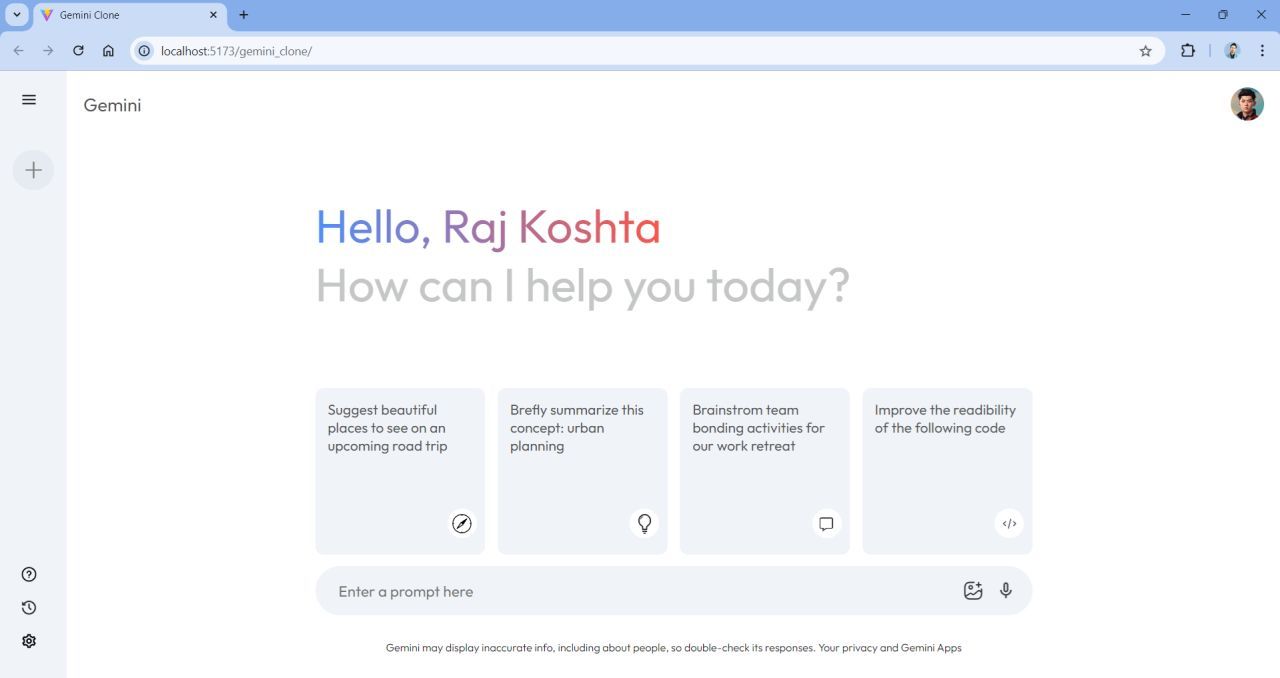 Gemini Clone
localhost:5173/gemini_clone/
Gemini
Hello, Raj Koshta
How can I help you today?
Suggest beautiful
places to see on an
upcoming road trip
Brefly summarize this
concept: urban
planning
Brainstrom team
bonding activities for
our work retreat
Improve the readibility
of the following code
Enter a prompt here
Gemini may display inaccurate info, including about people, so double-check its responses. Your privacy and Gemini Apps